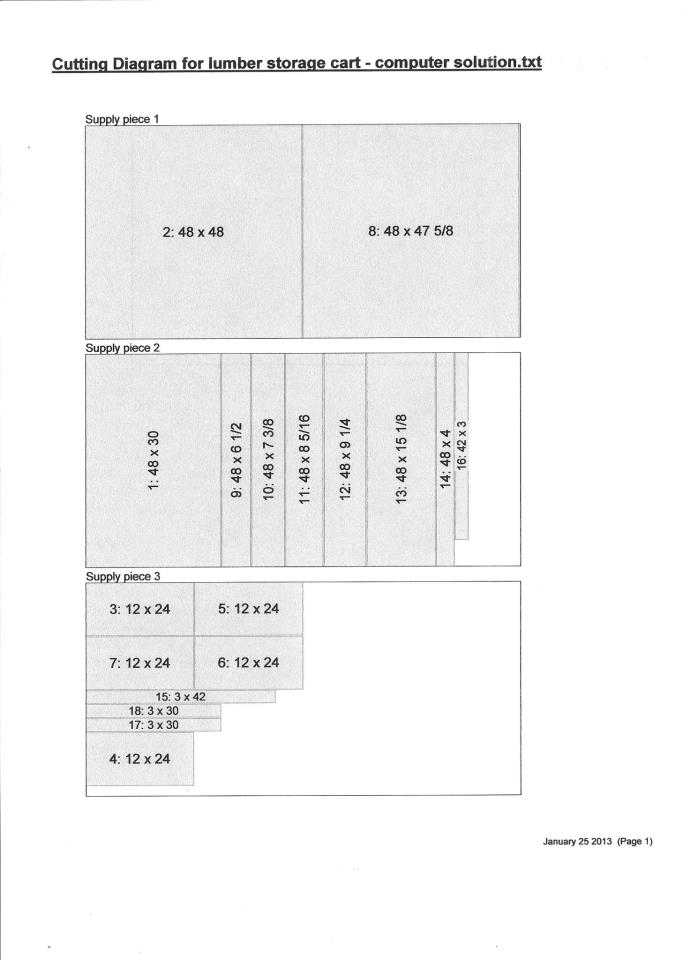 Cutting Diagram for lumber storage cart - computer solution.txt
Supply piece 1
2: 48 x 48
8: 48 x 47 5/8
Supply piece 2
1: 48 x 30
9: 48 x 6 1/2
10: 48 x 7 3/8
11: 48 x 8 5/16
12: 48 x 9 1/4
13: 48 x 15 1/8
14: 48 x 4
16: 42 x 3
Supply piece 3
3: 12 x 24
5: 12 x 24
7: 12 x 24
6: 12 x 24
15: 3 x 42
18: 3 x 30
17: 3 x 30
4: 12 x 24
January 25 2013 (Page 1)